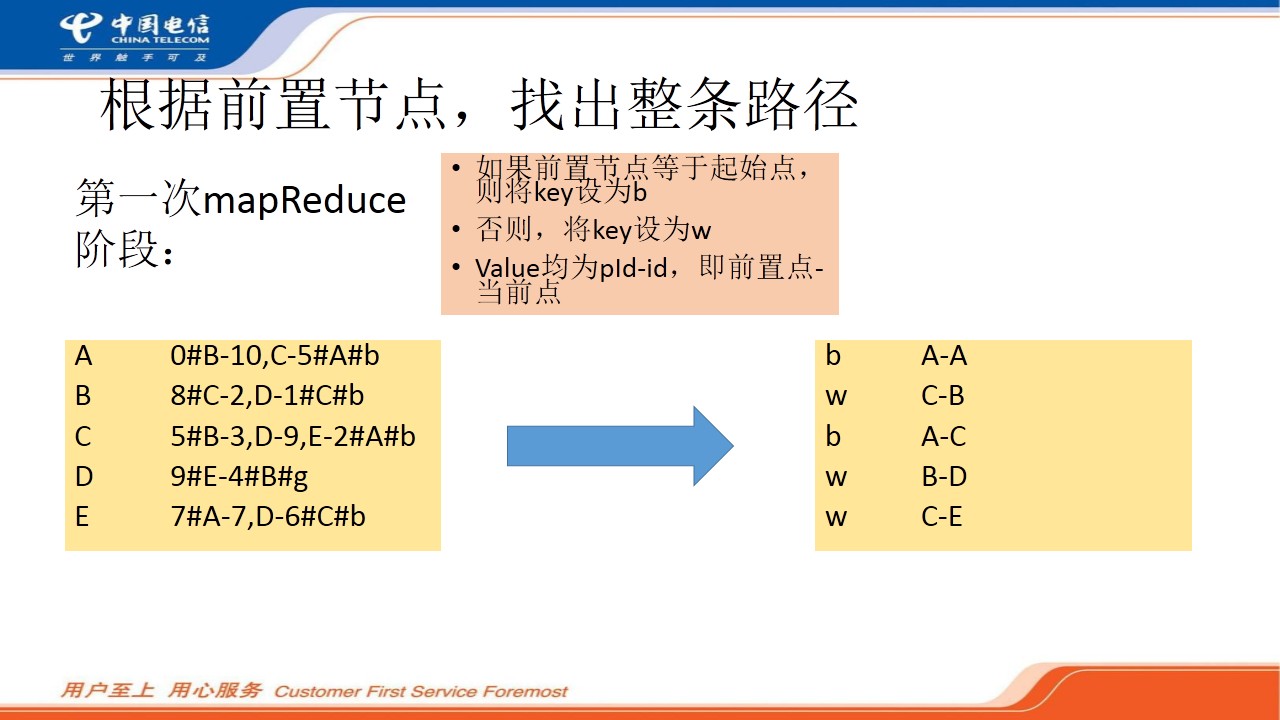 中国电信
CHINA TELECOM
世界触手可及
根据前置节点，找出整条路径
第一次mapReduce
阶段：
• 如果前置节点等于起始点，
则将key设为b
• 否则，将key设为w
• Value均为pId-id，即前置点-
当前点
A 0#B-10,C-5#A#b
B 8#C-2,D-1#C#b
C 5#B-3,D-9,E-2#A#b
D 9#E-4#B#g
E 7#A-7,D-6#C#b
b A-A
w C-B
b A-C
w B-D
w C-E
用户至上 用心服务 Customer First Service Foremost